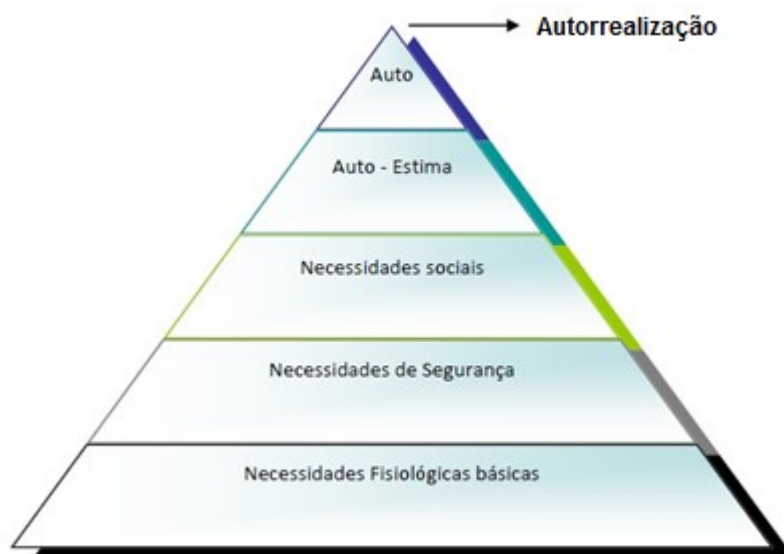 Autorrealização
Auto
Auto - Estima
Necessidades sociais
Necessidades de Segurança
Necessidades Fisiológicas básicas